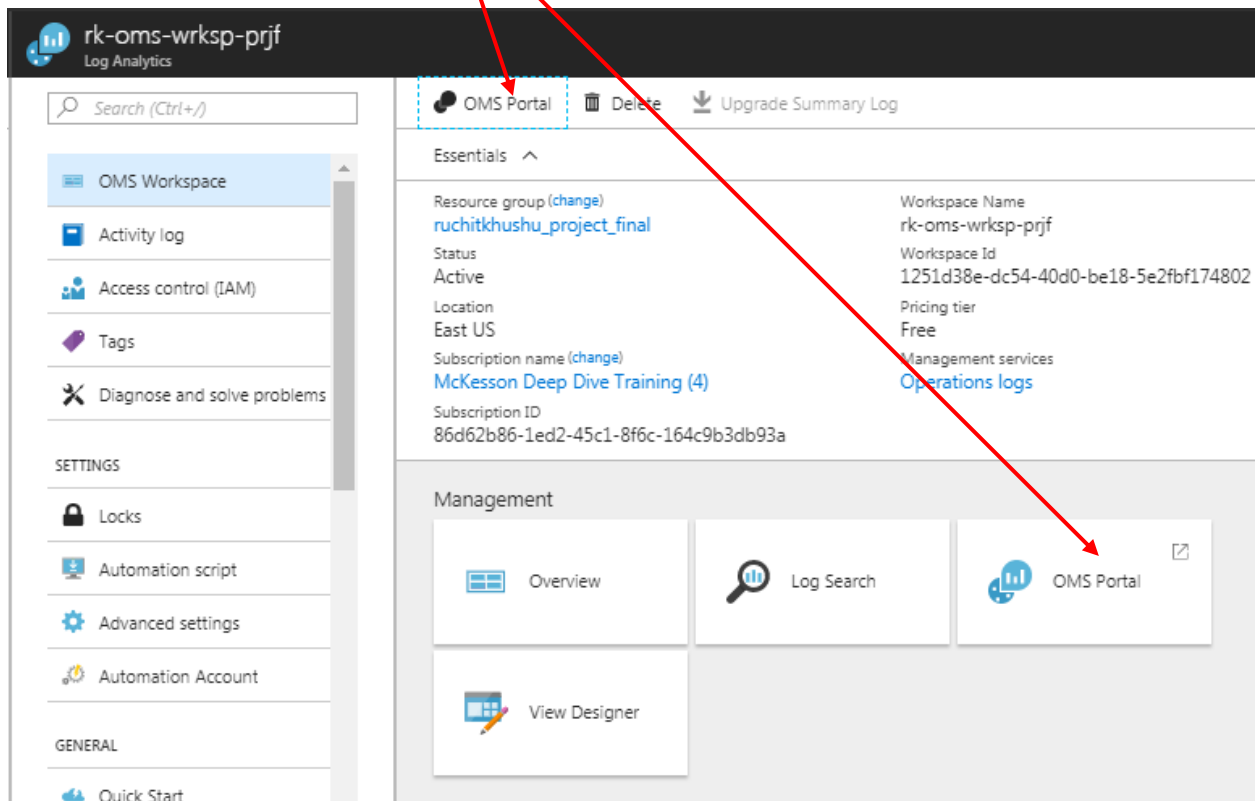 rk-oms-wrksp-prjf
Log Analytics
Search (Ctrl+/)
OMS Workspace
Activity log
Access control (IAM)
Tags
Diagnose and solve problems
SETTINGS
Locks
Automation script
Advanced settings
Automation Account
GENERAL
Quick Start
OMS Portal Delete Upgrade Summary Log
Essentials
Resource group (change)
ruchitkhushu_project_final
Status
Active
Location
East US
Subscription name (change)
McKesson Deep Dive Training (4)
Subscription ID
86d62b86-1ed2-45c1-8f6c-164c9b3db93a
Workspace Name
rk-oms-wrksp-prjf
Workspace Id
1251d38e-dc54-40d0-be18-5e2fbf174802
Pricing tier
Free
Management services
Operations logs
Management
Overview
Log Search
OMS Portal
View Designer